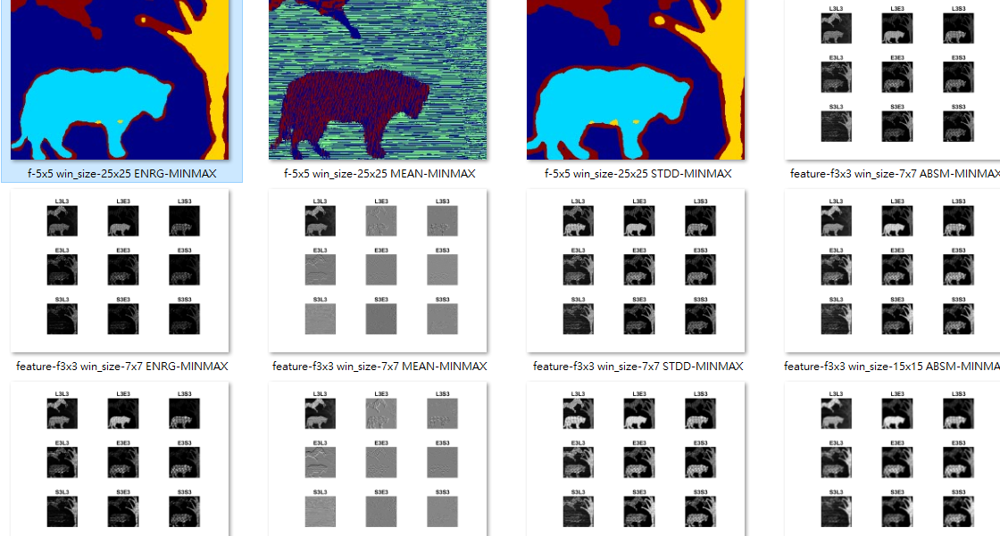 L3L3 L3E3 L3S3
E3L3 E3E3 E3S3
S3L3 S3E3 S3S3
f-5x5 win_size-25x25 ENRG-MINMAX
f-5x5 win_size-25x25 MEAN-MINMAX
f-5x5 win_size-25x25 STDD-MINMAX
feature-f3x3 win_size-7x7 ABSM-MINMAX
L3L3 L3E3 L3S3
E3L3 E3E3 E3S3
S3L3 S3E3 S3S3
L3L3 L3E3 L3S3
E3L3 E3E3 E3S3
S3L3 S3E3 S3S3
L3L3 L3E3 L3S3
E3L3 E3E3 E3S3
S3L3 S3E3 S3S3
L3L3 L3E3 L3S3
E3L3 E3E3 E3S3
S3L3 S3E3 S3S3
feature-f3x3 win_size-7x7 ENRG-MINMAX
feature-f3x3 win_size-7x7 MEAN-MINMAX
feature-f3x3 win_size-7x7 STDD-MINMAX
feature-f3x3 win_size-15x15 ABSM-MINMA
L3L3 L3E3 L3S3
E3L3 E3E3 E3S3
S3L3 S3E3 S3S3
L3L3 L3E3 L3S3
E3L3 E3E3 E3S3
S3L3 S3E3 S3S3
L3L3 L3E3 L3S3
E3L3 E3E3 E3S3
S3L3 S3E3 S3S3
L3L3 L3E3 L3S3
E3L3 E3E3 E3S3
S3L3 S3E3 S3S3